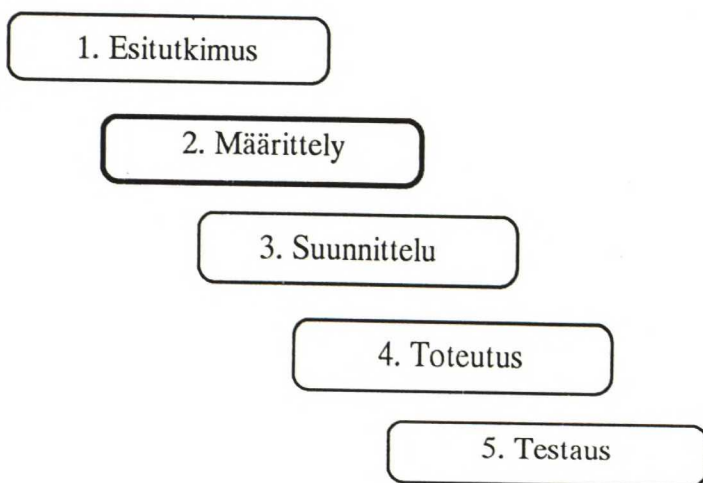 1. Esitutkimus
2. Määrittely
3. Suunnittelu
4. Toteutus
5. Testaus